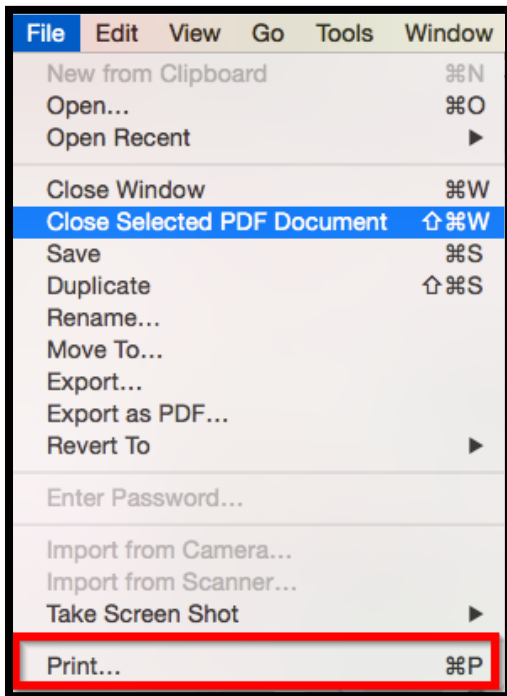 File Edit View Go Tools Window
New from Clipboard ⌘N
Open... ⌘O
Open Recent ▶
Close Window ⌘W
Close Selected PDF Document ⇧⌘W
Save ⌘S
Duplicate ⇧⌘S
Rename...
Move To...
Export...
Export as PDF...
Revert To ▶
Enter Password...
Import from Camera...
Import from Scanner...
Take Screen Shot ▶
Print... ⌘P